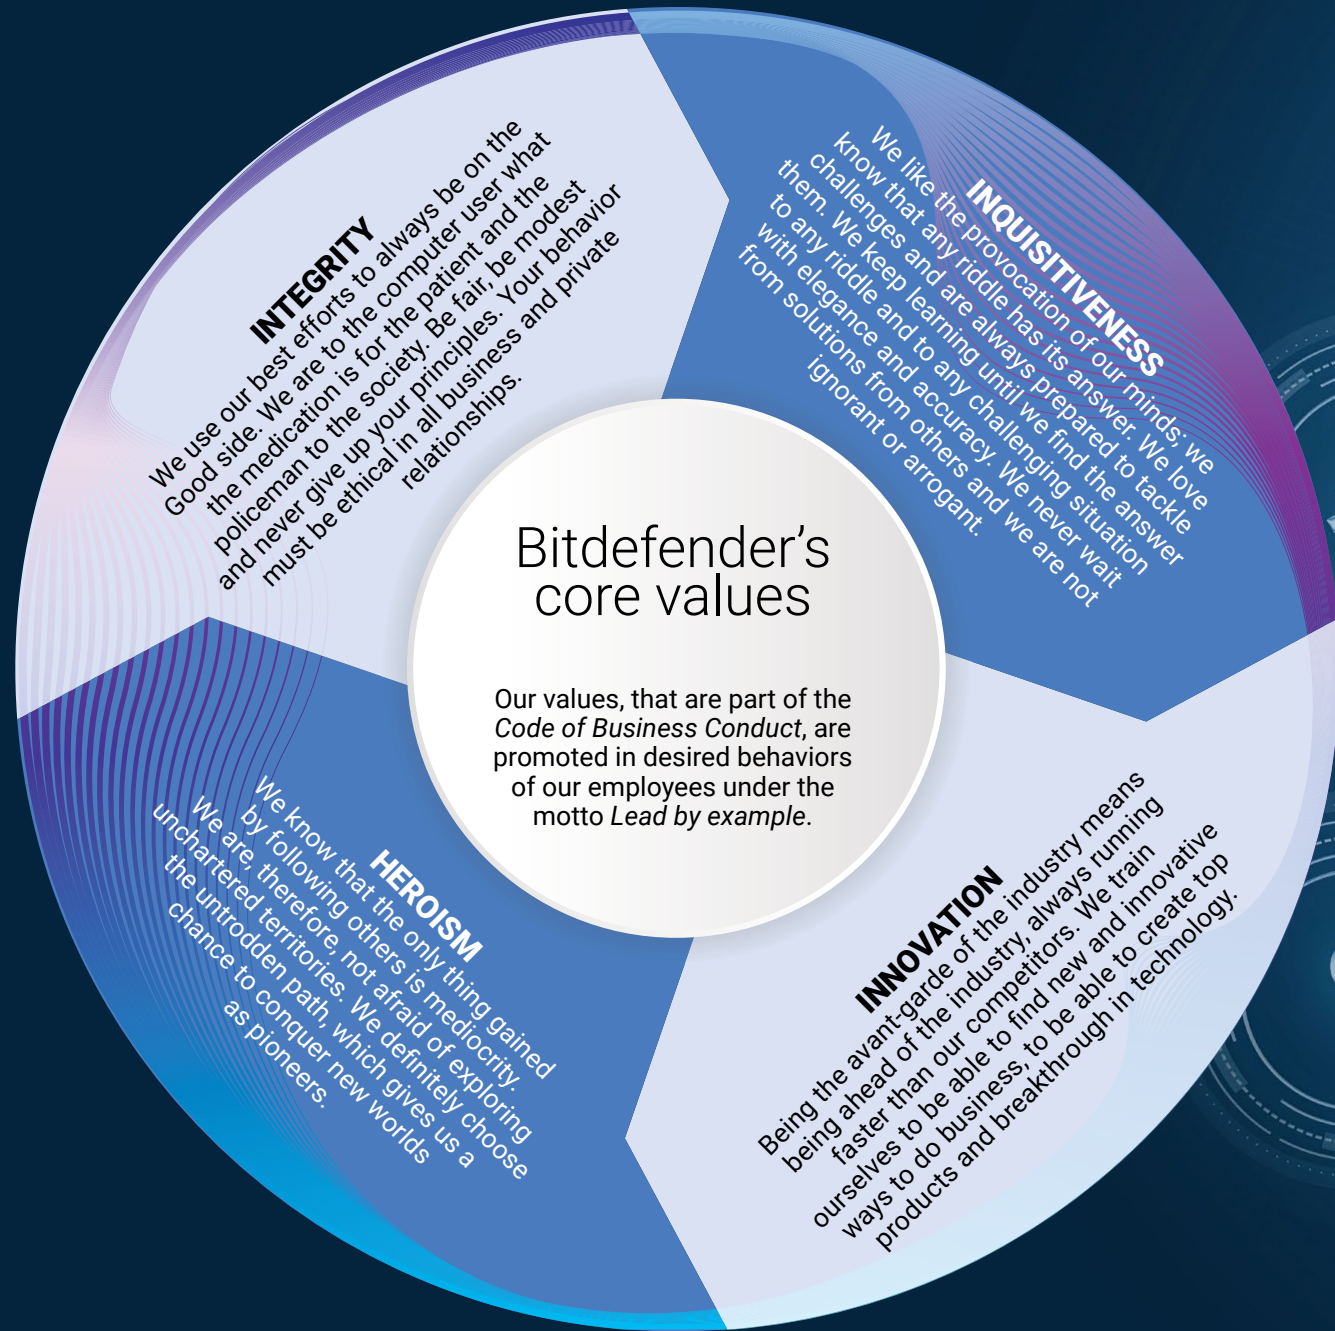 INTEGRITY
We use our best efforts to always be on the
Good side. We are to the computer user what
the medication is for the patient and the
policeman to the society. Be fair, be modest
and never give up your principles. Your behavior
must be ethical in all business and private
relationships.
INQUISITIVENESS
We like the provocation of our minds; we
know that any riddle has its answer. We love
challenges and are always prepared to tackle
them. We keep learning until we find the answer
to any riddle and to any challenging situation
with elegance and accuracy. We never wait
from solutions from others and we are not
ignorant or arrogant.
Bitdefender’s
core values
Our values, that are part of the
Code of Business Conduct, are
promoted in desired behaviors
of our employees under the
motto Lead by example.
HEROISM
We know that the only thing gained
by following others is mediocrity.
We are, therefore, not afraid of exploring
unchartered territories. We definitely choose
the untrodden path, which gives us a
chance to conquer new worlds
as pioneers.
INNOVATION
Being the avant-garde of the industry means
being ahead of the industry, always running
faster than our competitors. We train
ourselves to be able to find new and innovative
ways to do business, to be able to create top
products and breakthrough in technology.